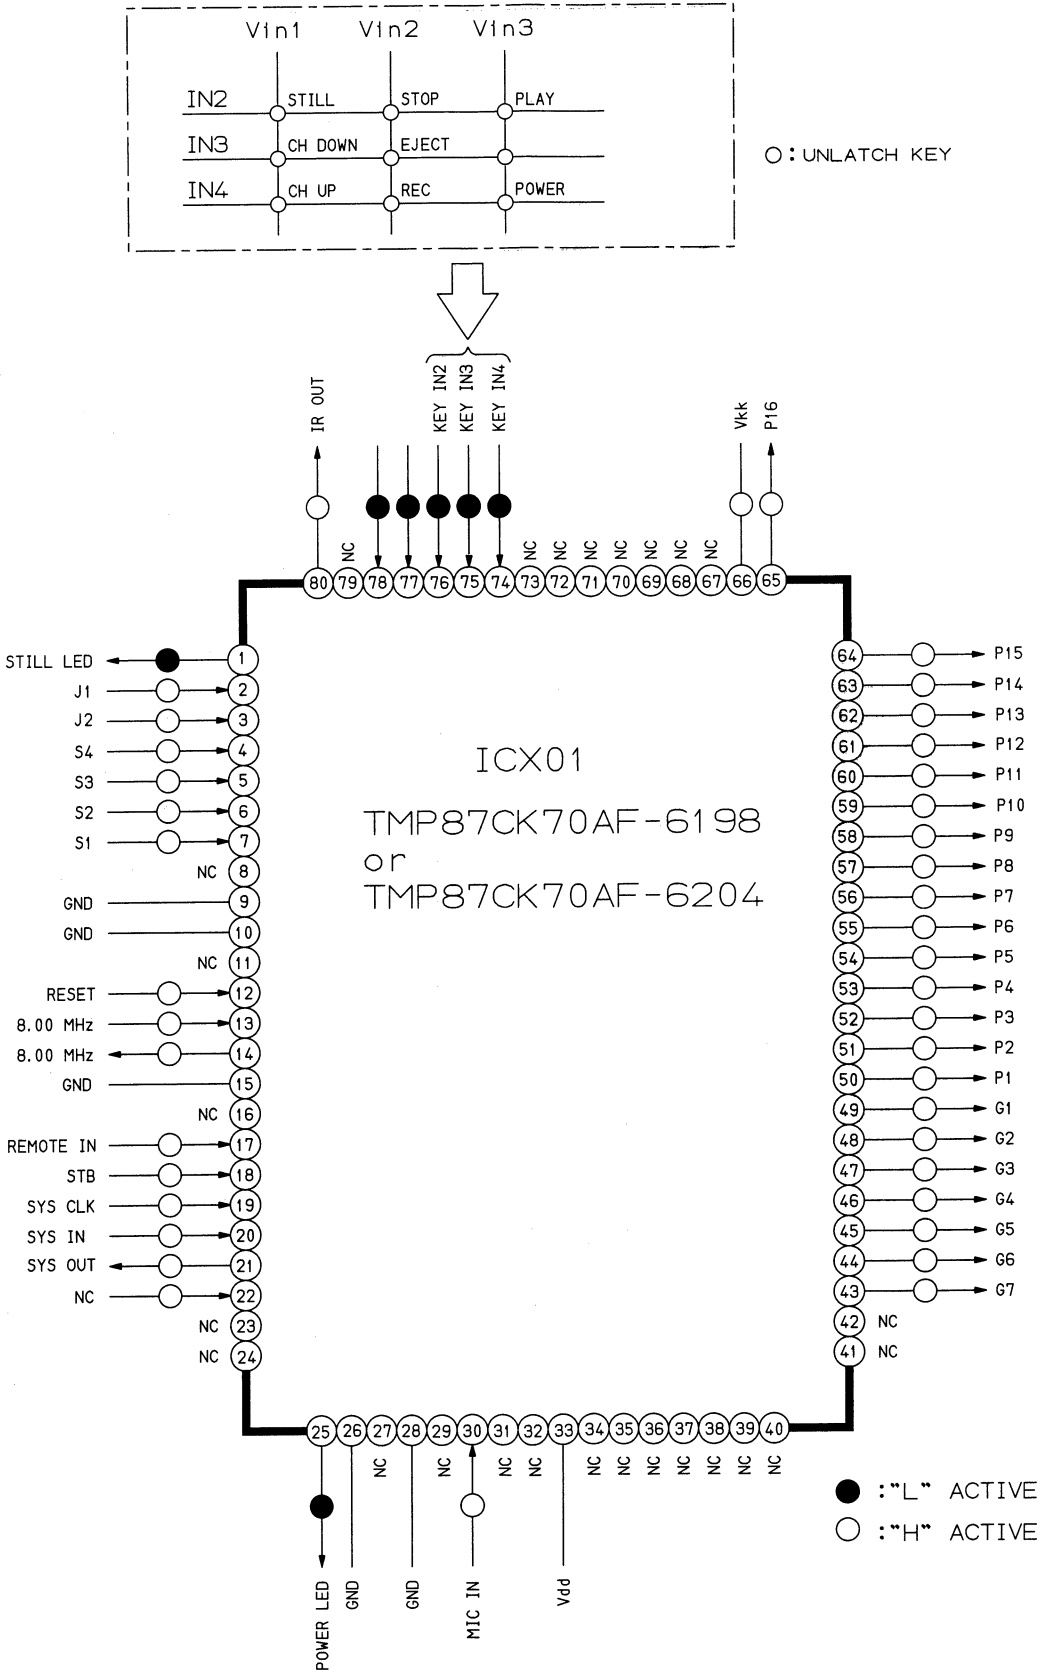 Vin1 Vin2 Vin3
IN2 STILL STOP PLAY
IN3 CH DOWN EJECT
IN4 CH UP REC POWER
○ : UNLATCH KEY
IR OUT
KEY IN2
KEY IN3
KEY IN4
Vkk
P16
NC NC NC NC NC NC NC NC
80 79 78 77 76 75 74 73 72 71 70 69 68 67 66 65
STILL LED 1
J1 2
J2 3
S4 4
S3 5
S2 6
S1 7
NC 8
GND 9
GND 10
NC 11
RESET 12
8.00 MHz 13
8.00 MHz 14
GND 15
NC 16
REMOTE IN 17
STB 18
SYS CLK 19
SYS IN 20
SYS OUT 21
NC 22
NC 23
NC 24
ICX01
TMP87CK70AF-6198
or
TMP87CK70AF-6204
64 P15
63 P14
62 P13
61 P12
60 P11
59 P10
58 P9
57 P8
56 P7
55 P6
54 P5
53 P4
52 P3
51 P2
50 P1
49 G1
48 G2
47 G3
46 G4
45 G5
44 G6
43 G7
42 NC
41 NC
25 26 27 28 29 30 31 32 33 34 35 36 37 38 39 40
NC NC NC NC NC NC NC NC NC NC NC
POWER LED
GND
GND
MIC IN
Vdd
● :"L" ACTIVE
○ :"H" ACTIVE